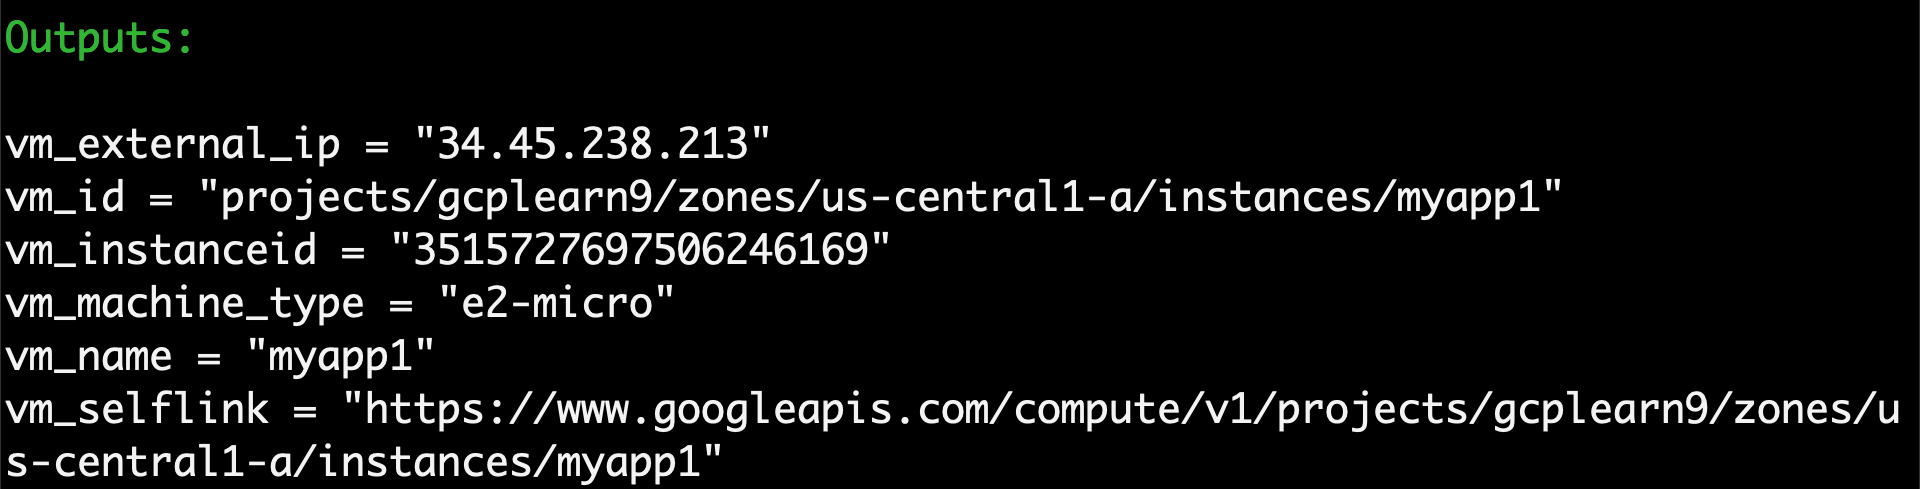 Outputs:
vm_external_ip = "34.45.238.213"
vm_id = "projects/gcplearn9/zones/us-central1-a/instances/myapp1"
vm_instanceid = "3515727697506246169"
vm_machine_type = "e2-micro"
vm_name = "myapp1"
vm_selflink = "https://www.googleapis.com/compute/v1/projects/gcplearn9/zones/u
s-central1-a/instances/myapp1"